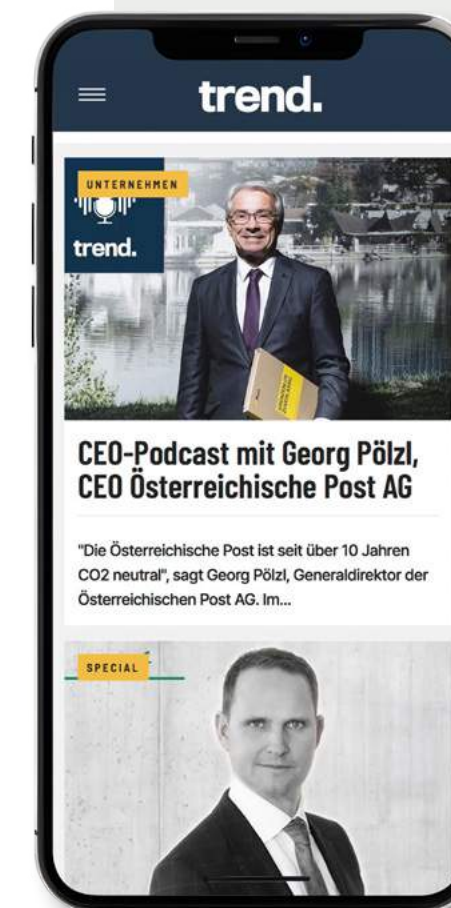 trend.
UNTERNEHMEN
trend.
CEO-Podcast mit Georg Pölzl,
CEO Österreichische Post AG
"Die Österreichische Post ist seit über 10 Jahren
CO2 neutral", sagt Georg Pölzl, Generaldirektor der
Österreichischen Post AG. Im...
SPECIAL